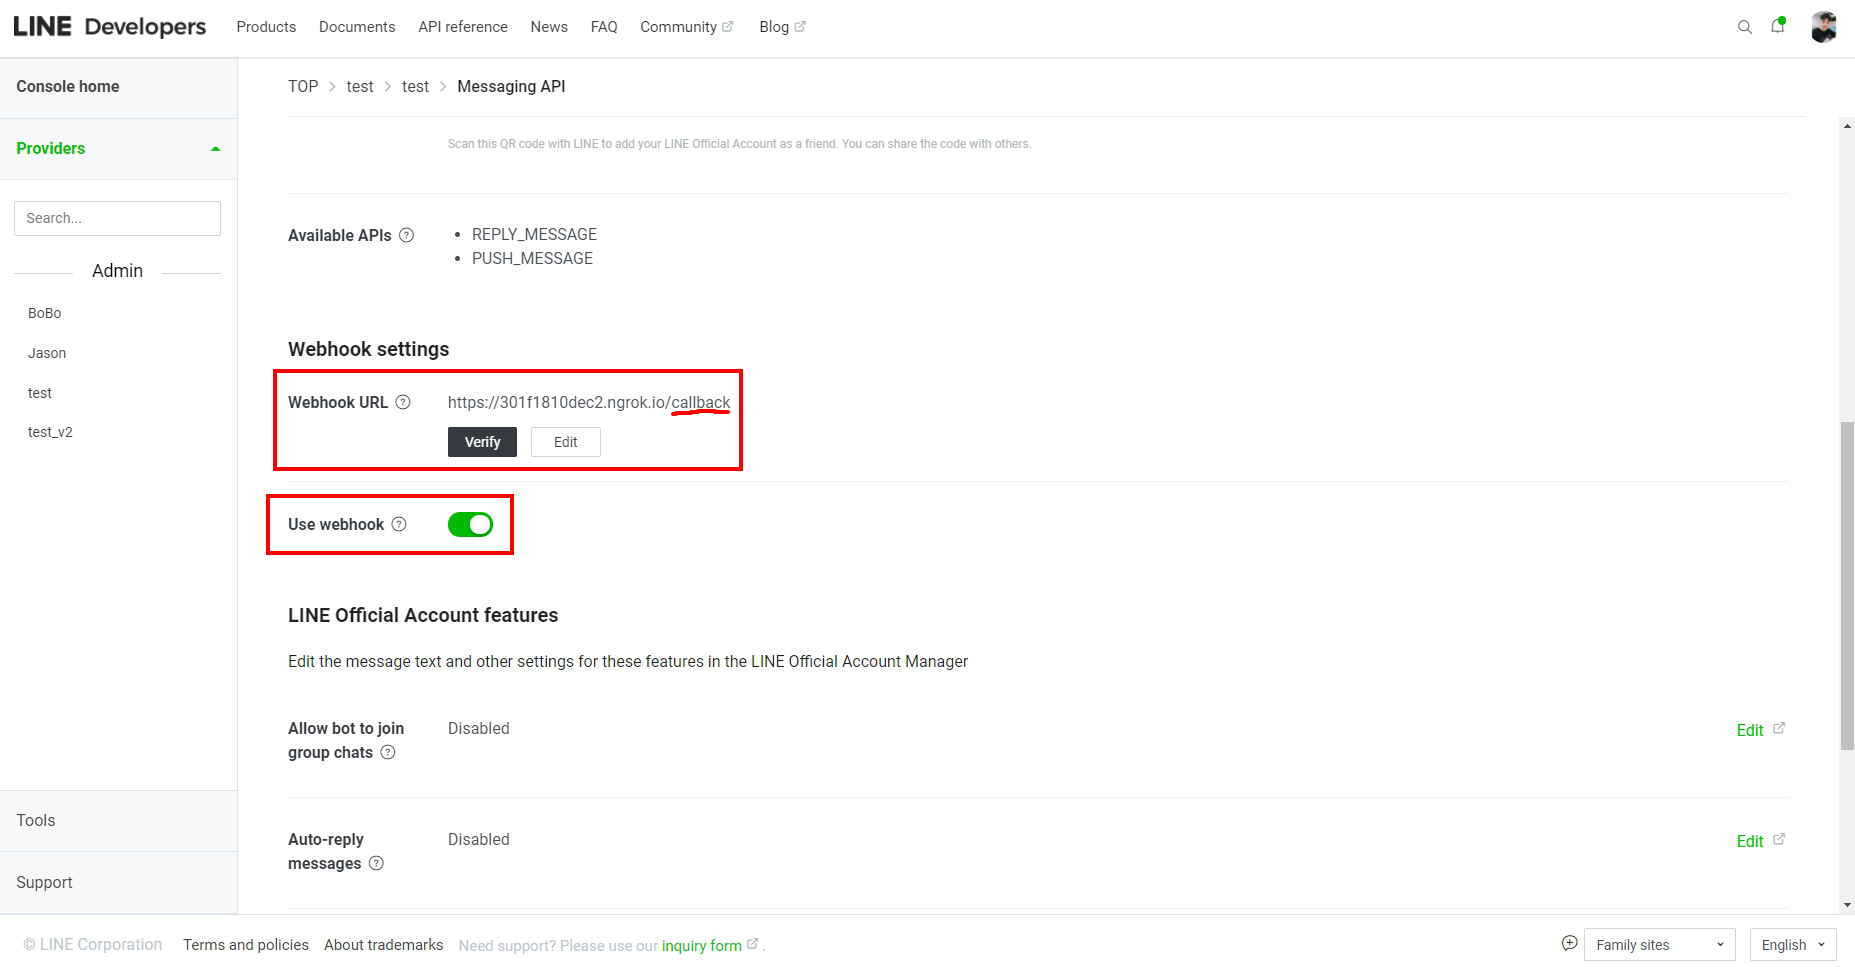 LINE Developers Products Documents API reference News FAQ Community Blog
Console home
TOP > test > test > Messaging API
Scan this QR code with LINE to add your LINE Official Account as a friend. You can share the code with others.
Providers
Search...
Available APIs ?
• REPLY_MESSAGE
• PUSH_MESSAGE
Admin
BoBo
Jason
test
test_v2
Webhook settings
Webhook URL ? https://301f1810dec2.ngrok.io/callback
Verify Edit
Use webhook ?
LINE Official Account features
Edit the message text and other settings for these features in the LINE Official Account Manager
Allow bot to join group chats ? Disabled Edit
Auto-reply messages ? Disabled Edit
Tools
Support
© LINE Corporation Terms and policies About trademarks Need support? Please use our inquiry form . Family sites English